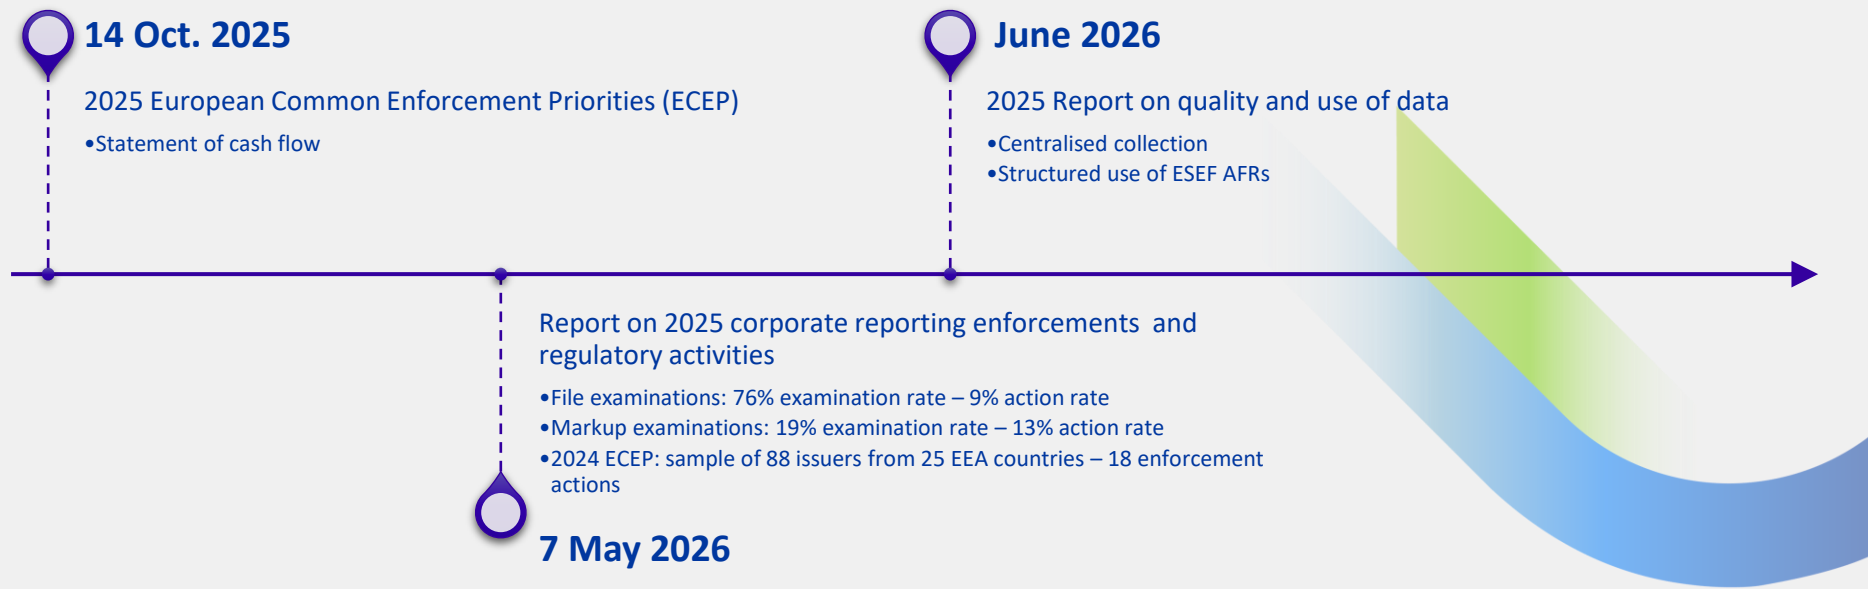 14 Oct. 2025
2025 European Common Enforcement Priorities (ECEP)
•Statement of cash flow
June 2026
2025 Report on quality and use of data
•Centralised collection
•Structured use of ESEF AFRs
Report on 2025 corporate reporting enforcements and
regulatory activities
•File examinations: 76% examination rate – 9% action rate
•Markup examinations: 19% examination rate – 13% action rate
•2024 ECEP: sample of 88 issuers from 25 EEA countries – 18 enforcement
actions
7 May 2026